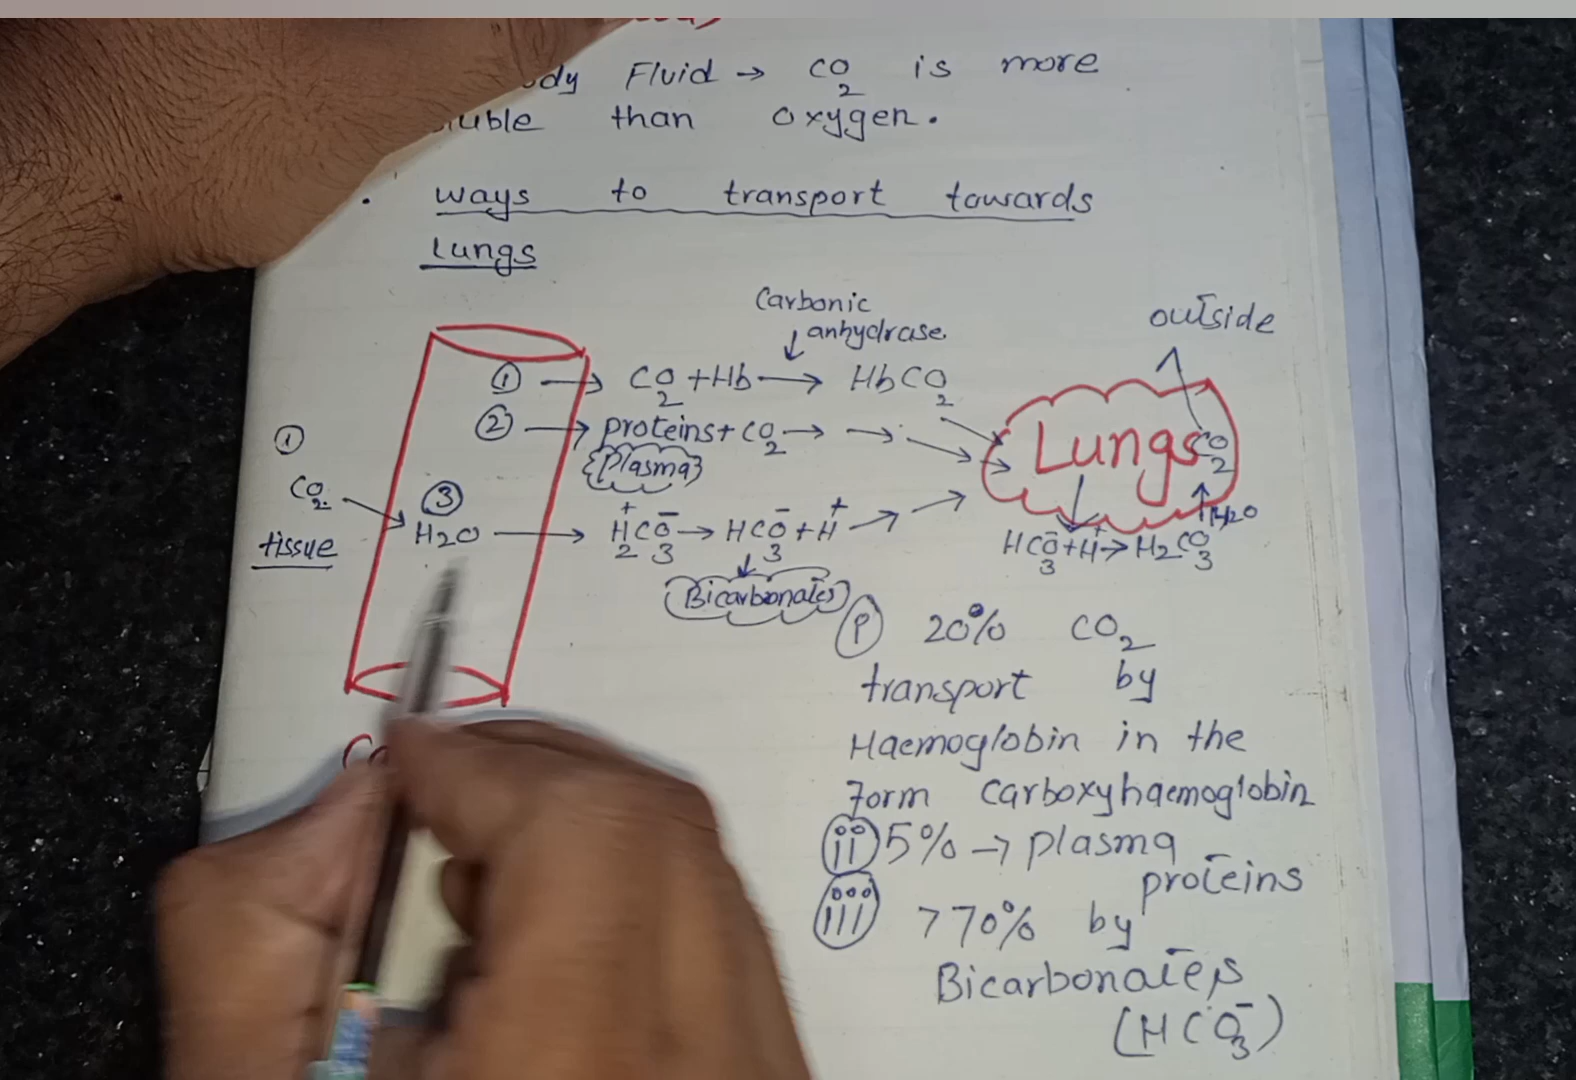 Fluid → CO2 is more
than oxygen.
ways to transport towards
Lungs
Carbonic
anhydrase
outside
① → CO2 + Hb → HbCO2
② → proteins + CO2 → →
(Plasma)
Lungs CO2
①
CO2
tissue
③
H2O → H2+CO3- → HCO3- + H+ →
Bicarbonates
HCO3- + H+ → H2CO3
H2O
(P) 20% CO2
transport by
Haemoglobin in the
Form carboxyhaemoglobin
(ii) 5% → plasma
proteins
(iii) >70% by
Bicarbonates
(HCO3-)